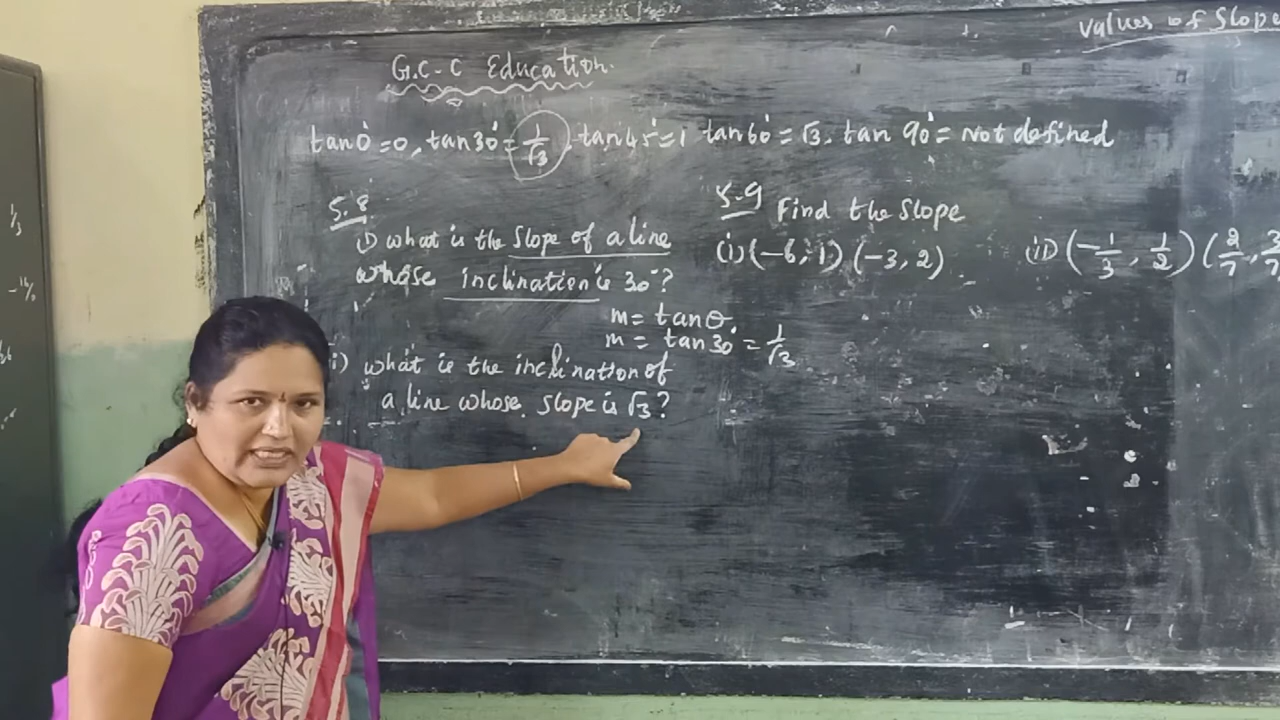 values of Slope
G.C-C Education.
tan0°=0, tan30°=1/√3, tan45°=1 tan60°=√3, tan 90°= Not defined
5.8
(i) what is the slope of a line
whose inclination is 30°?
m= tanθ
m = tan30° = 1/√3
i) what is the inclination of
a line whose slope is √3?
5.9 Find the slope
(i) (-6, 1) (-3, 2)
(ii) (-1/3, 1/2) (2/7, 3/7
1/3